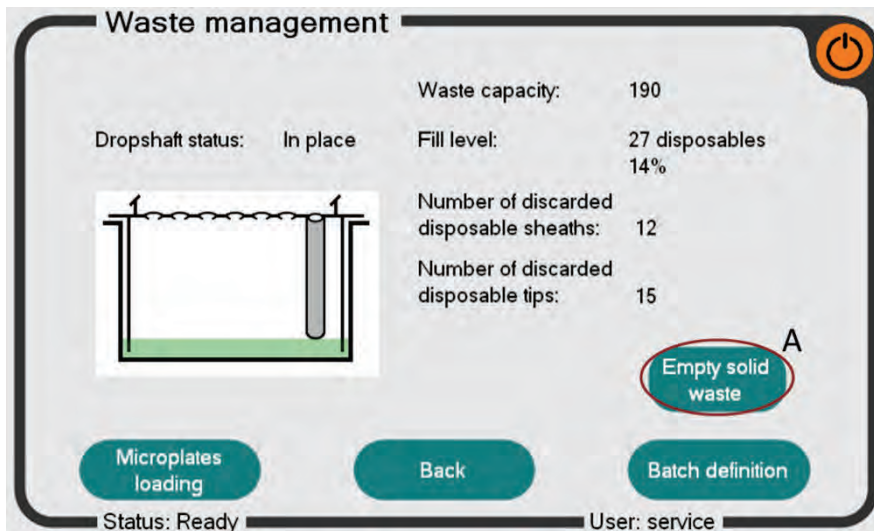 Waste management
Waste capacity: 190
Dropshaft status: In place
Fill level: 27 disposables
14%
Number of discarded
disposable sheaths: 12
Number of discarded
disposable tips: 15
A
Empty solid
waste
Microplates
loading
Back
Batch definition
Status: Ready
User: service